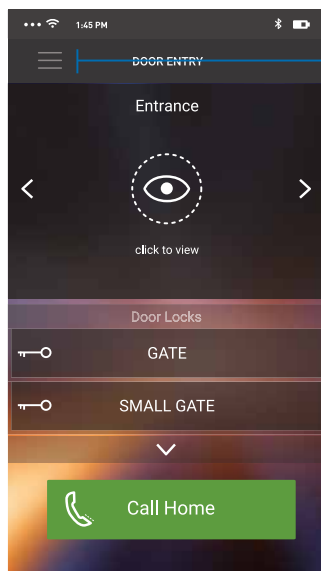 1:45 PM
DOOR ENTRY
Entrance
click to view
Door Locks
GATE
SMALL GATE
Call Home